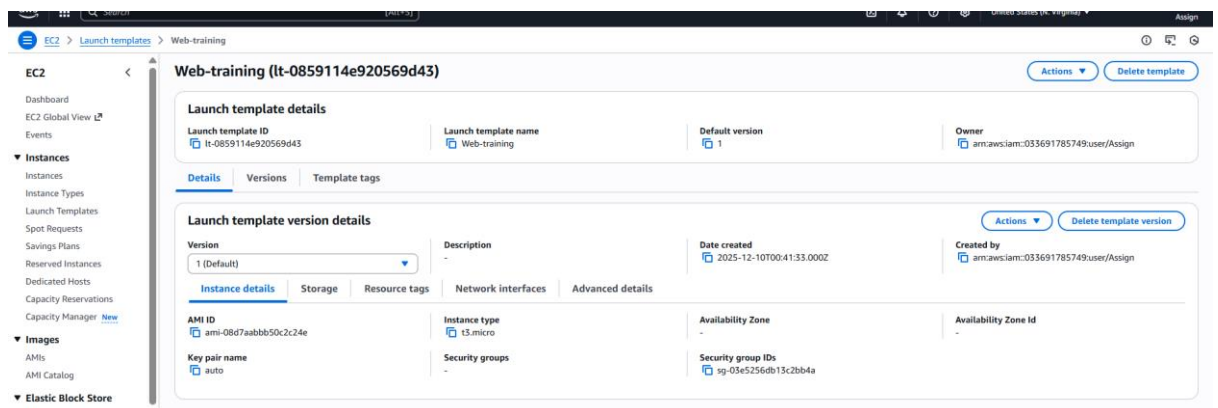 Search
[Alt+S]
United States (N. Virginia)
Assign
EC2 > Launch templates > Web-training
EC2
Dashboard
EC2 Global View
Events
Instances
Instances
Instance Types
Launch Templates
Spot Requests
Savings Plans
Reserved Instances
Dedicated Hosts
Capacity Reservations
Capacity Manager New
Images
AMIs
AMI Catalog
Elastic Block Store
Web-training (lt-0859114e920569d43)
Actions
Delete template
Launch template details
Launch template ID
lt-0859114e920569d43
Launch template name
Web-training
Default version
1
Owner
arn:aws:iam::033691785749:user/Assign
Details Versions Template tags
Launch template version details
Actions
Delete template version
Version
1 (Default)
Description
-
Date created
2025-12-10T00:41:33.000Z
Created by
arn:aws:iam::033691785749:user/Assign
Instance details Storage Resource tags Network interfaces Advanced details
AMI ID
ami-08d7aabbb50c2c24e
Instance type
t3.micro
Availability Zone
-
Availability Zone Id
-
Key pair name
auto
Security groups
-
Security group IDs
sg-03e5256db13c2bb4a